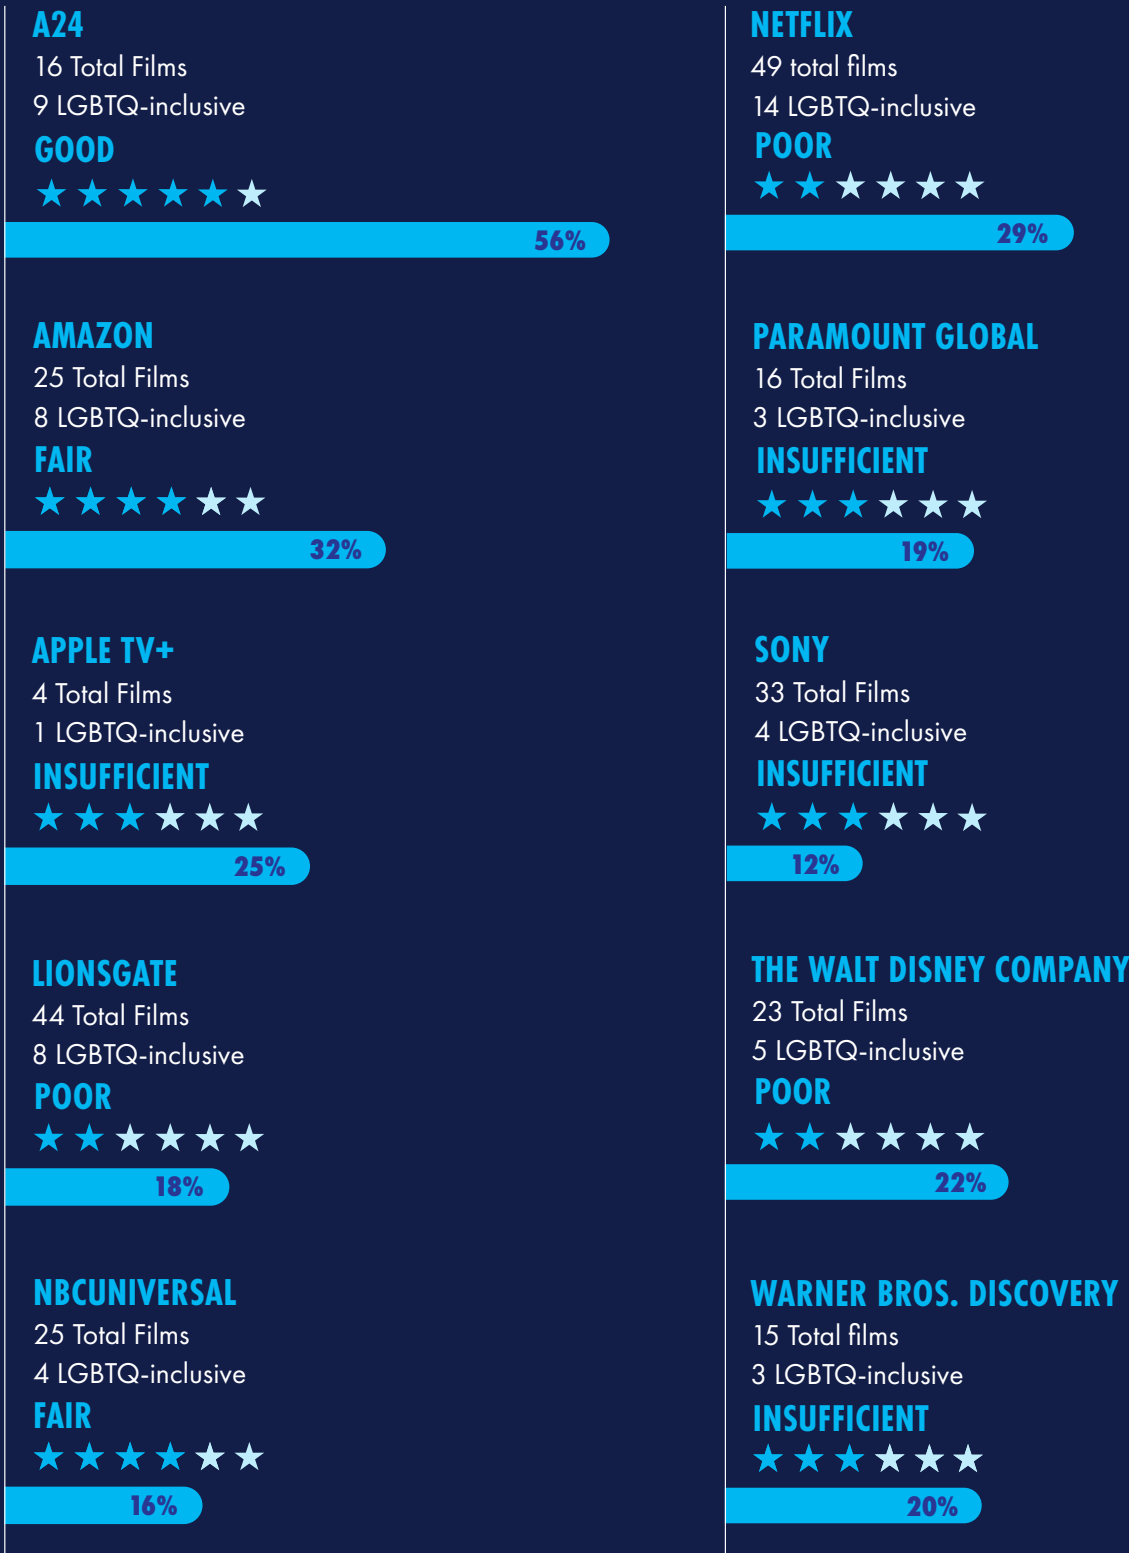 A24
16 Total Films
9 LGBTQ-inclusive
GOOD
56%
AMAZON
25 Total Films
8 LGBTQ-inclusive
FAIR
32%
APPLE TV+
4 Total Films
1 LGBTQ-inclusive
INSUFFICIENT
25%
LIONSGATE
44 Total Films
8 LGBTQ-inclusive
POOR
18%
NBCUNIVERSAL
25 Total Films
4 LGBTQ-inclusive
FAIR
16%
NETFLIX
49 total films
14 LGBTQ-inclusive
POOR
29%
PARAMOUNT GLOBAL
16 Total Films
3 LGBTQ-inclusive
INSUFFICIENT
19%
SONY
33 Total Films
4 LGBTQ-inclusive
INSUFFICIENT
12%
THE WALT DISNEY COMPANY
23 Total Films
5 LGBTQ-inclusive
POOR
22%
WARNER BROS. DISCOVERY
15 Total films
3 LGBTQ-inclusive
INSUFFICIENT
20%